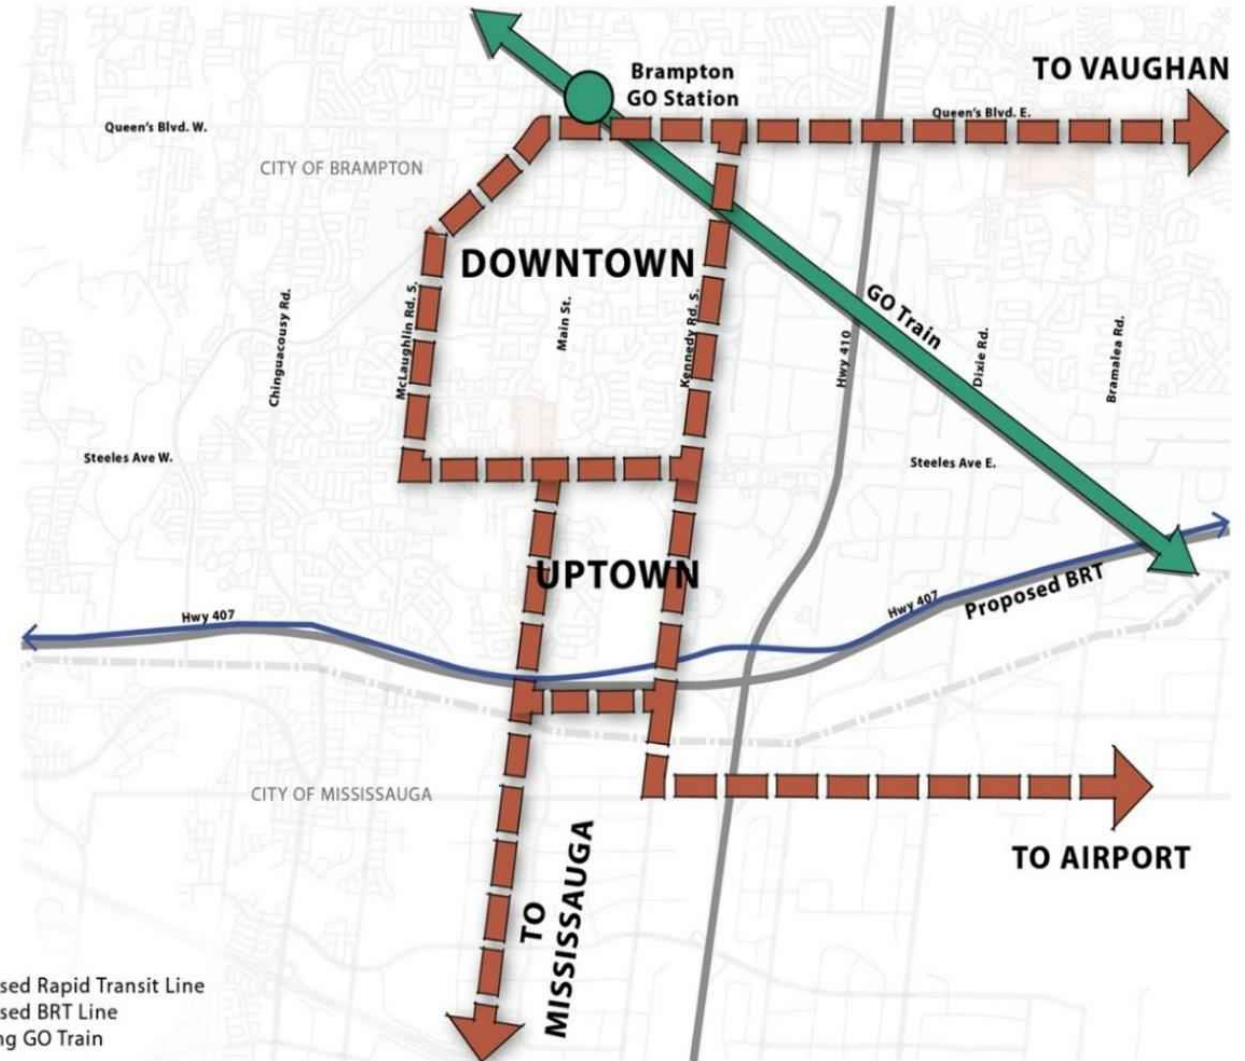 Brampton
GO Station
TO VAUGHAN
Queen's Blvd. W.
Queen's Blvd. E.
CITY OF BRAMPTON
DOWNTOWN
Chinguacousy Rd.
McLaughlin Rd. S.
Main St.
Kennedy Rd. S.
Hwy 410
GO Train
Dixie Rd.
Bramalea Rd.
Steeles Ave W.
Steeles Ave E.
UPTOWN
Hwy 407
Hwy 407
Proposed BRT
CITY OF MISSISSAUGA
TO AIRPORT
TO
MISSISSAUGA
sed Rapid Transit Line
sed BRT Line
ng GO Train